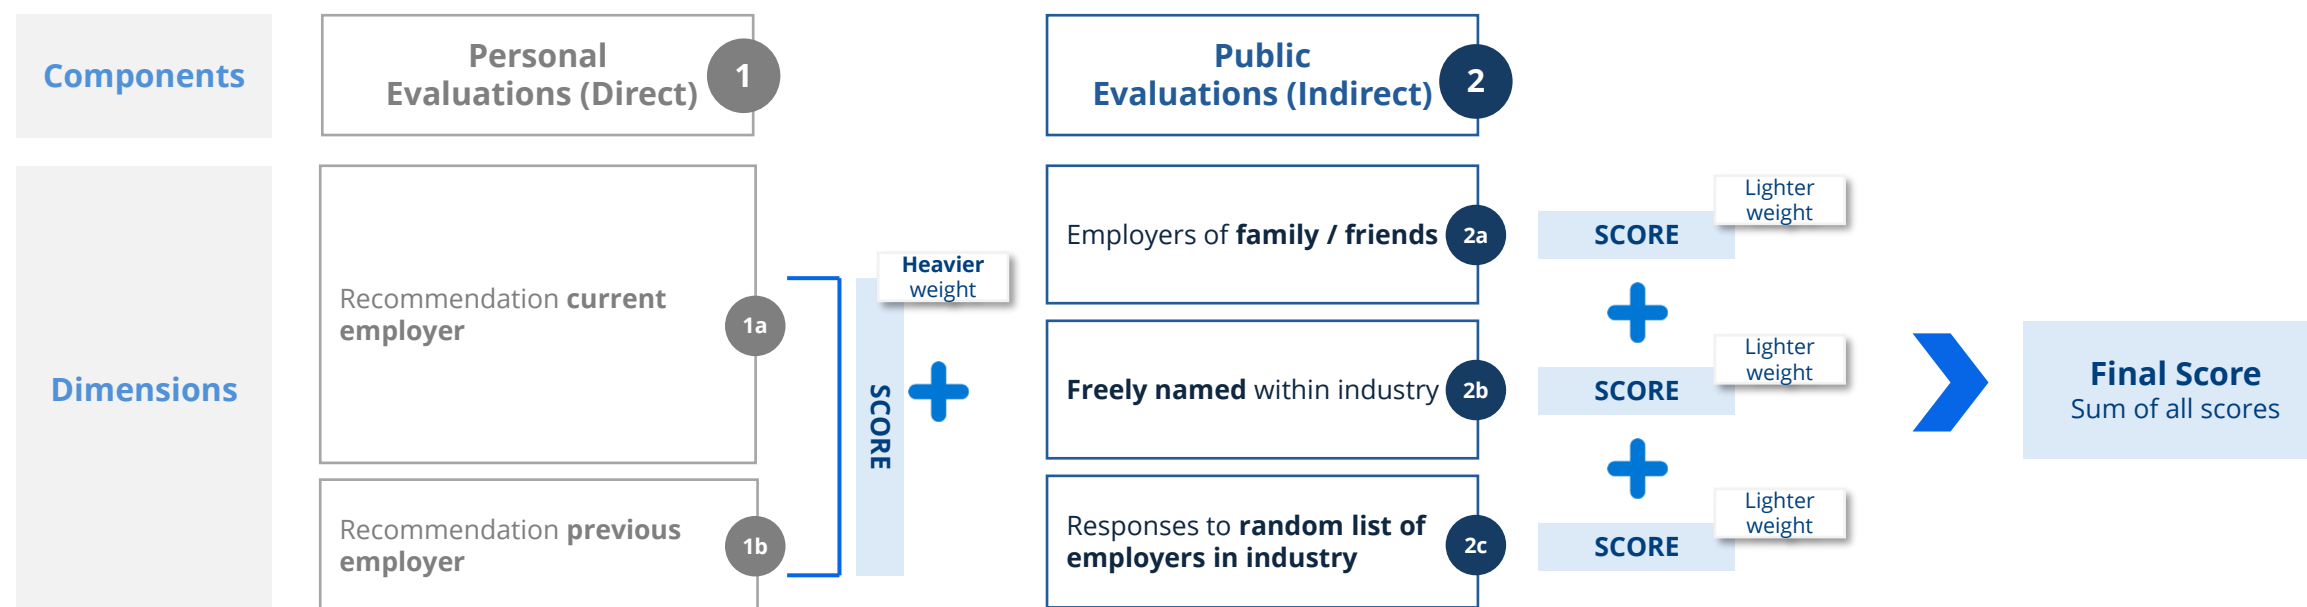 Components
Personal
Evaluations (Direct)
1
Public
Evaluations (Indirect)
2
Dimensions
Recommendation current
employer
1a
Recommendation previous
employer
1b
SCORE
Heavier
weight
Employers of family / friends
2a
SCORE
Lighter
weight
Freely named within industry
2b
SCORE
Lighter
weight
Responses to random list of
employers in industry
2c
SCORE
Lighter
weight
Final Score
Sum of all scores